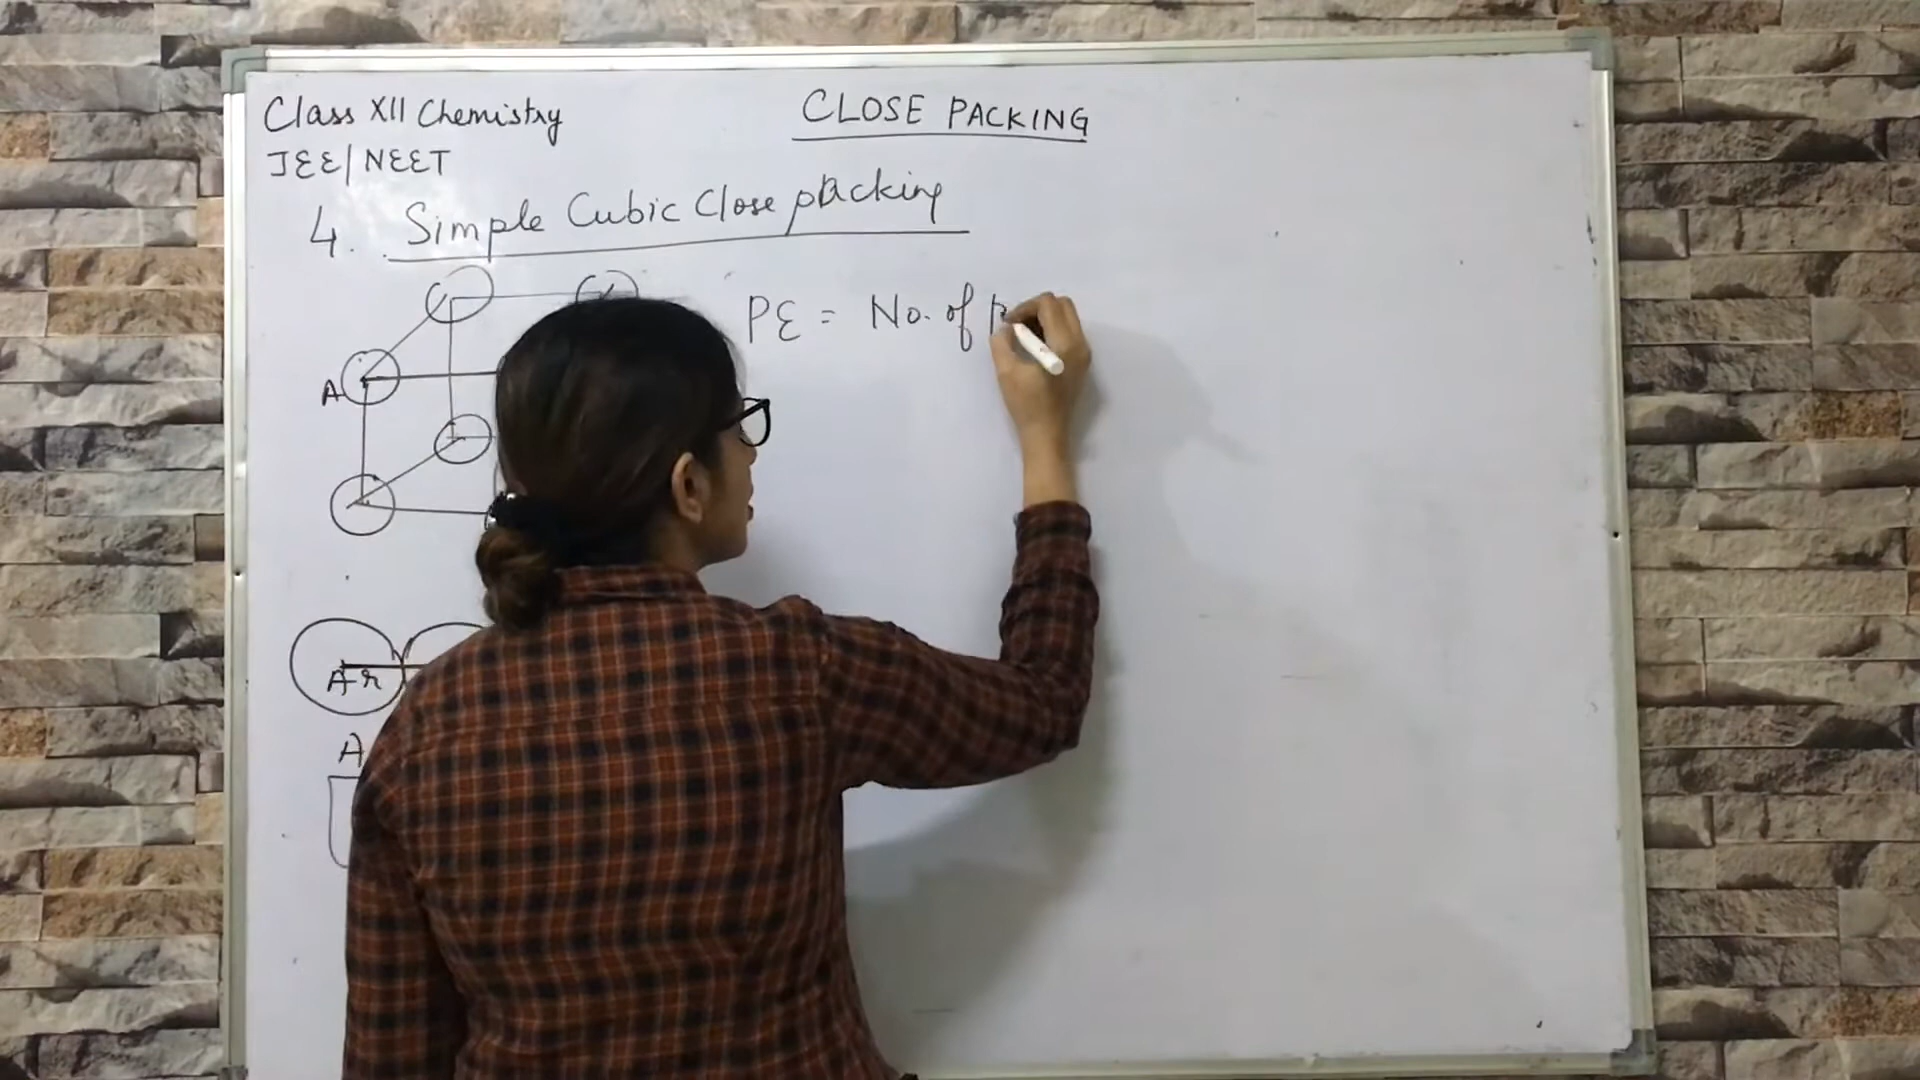 Class XII Chemistry
CLOSE PACKING
JEE/NEET
4. Simple Cubic Close packing
PE = No. of
A
A r
A